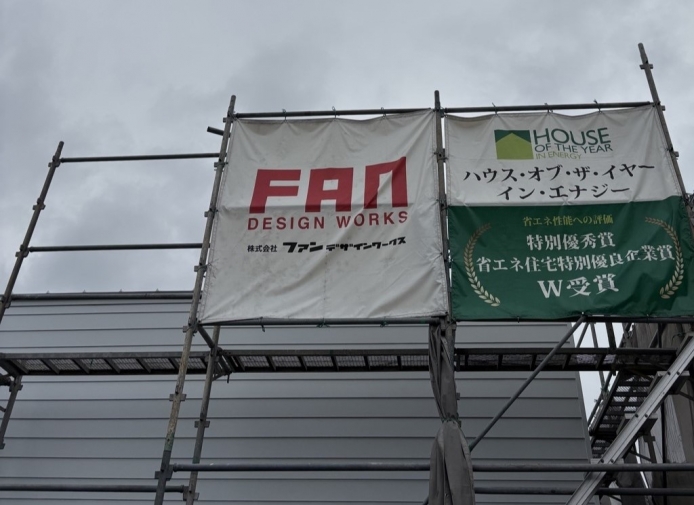 FAN
DESIGN WORKS
株式会社 ファン デザインワークス
HOUSE
OF THE YEAR
IN ENERGY
ハウス・オブ・ザ・イヤー
イン・エナジー
省エネ性能への評価
特別優秀賞
省エネ住宅特別優良企業賞
W受賞